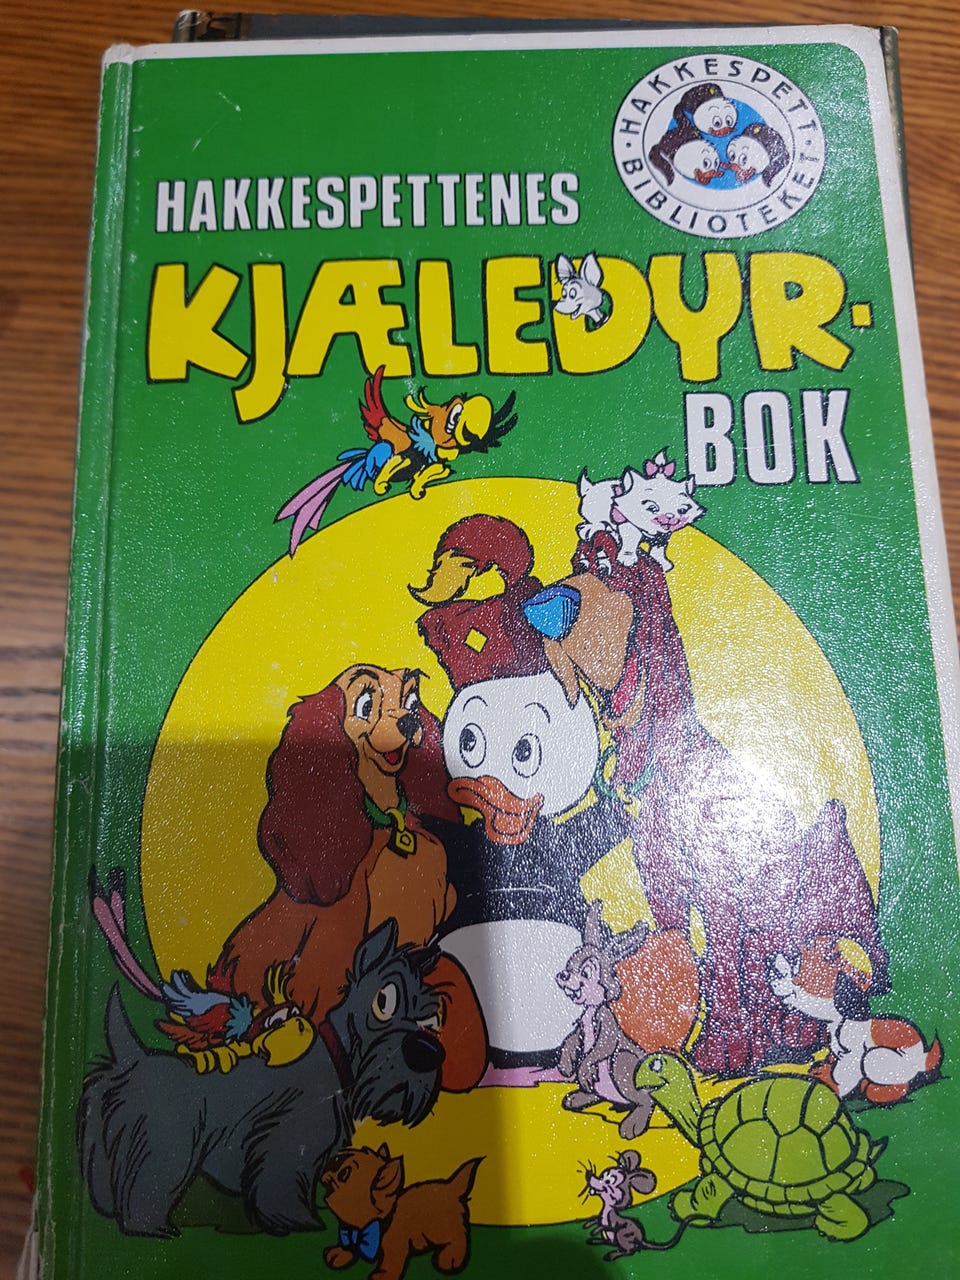 HAKKESPETT
BIBLIOTEKET
HAKKESPETTENES
KJÆLEDYR-
BOK